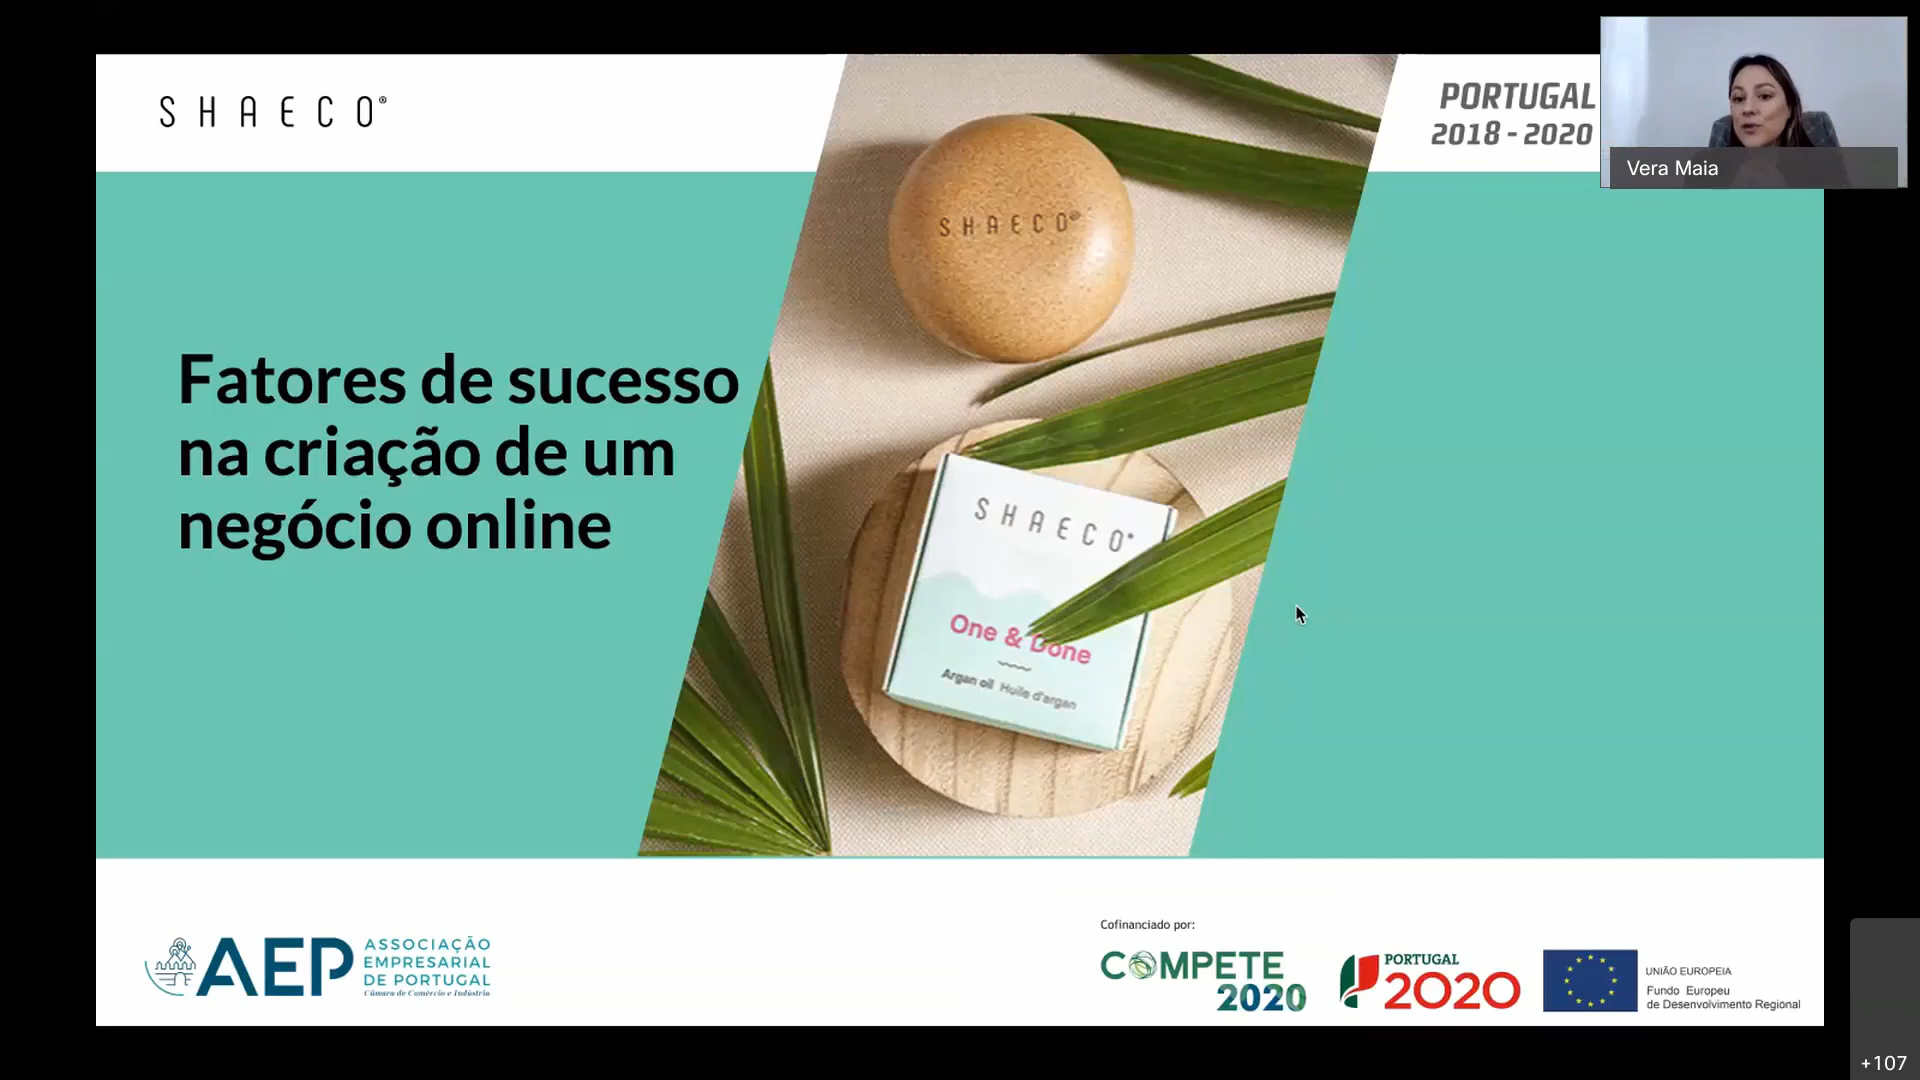 SHAECO®
PORTUGAL
2018 - 2020
Vera Maia
SHAECO®
Fatores de sucesso
na criação de um
negócio online
SHAECO®
One & Done
Argan oil Huile d'argan
AEP
ASSOCIAÇÃO
EMPRESARIAL
DE PORTUGAL
Câmara de Comércio e Indústria
Cofinanciado por:
COMPETE
2020
PORTUGAL
2020
UNIÃO EUROPEIA
Fundo Europeu
de Desenvolvimento Regional
+107